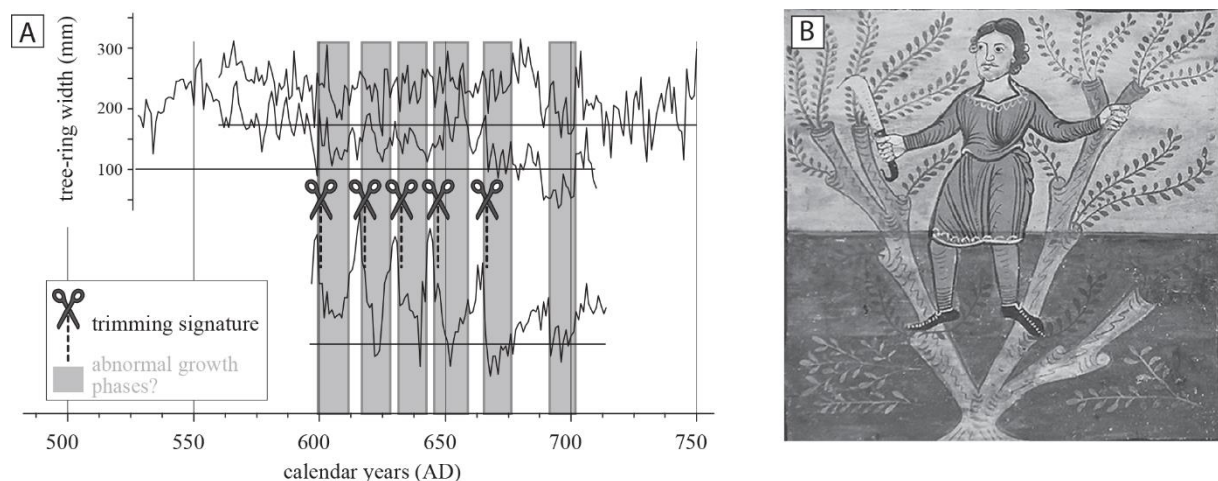 A
tree-ring width (mm)
300
200
100
trimming signature
abnormal growth
phases?
500
550
600
650
700
750
calendar years (AD)
B